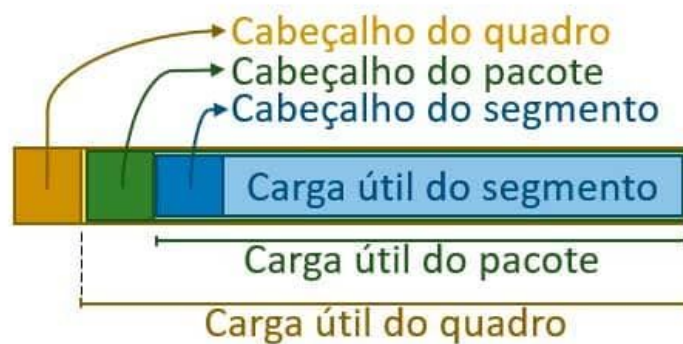 Cabeçalho do quadro
Cabeçalho do pacote
Cabeçalho do segmento
Carga útil do segmento
Carga útil do pacote
Carga útil do quadro